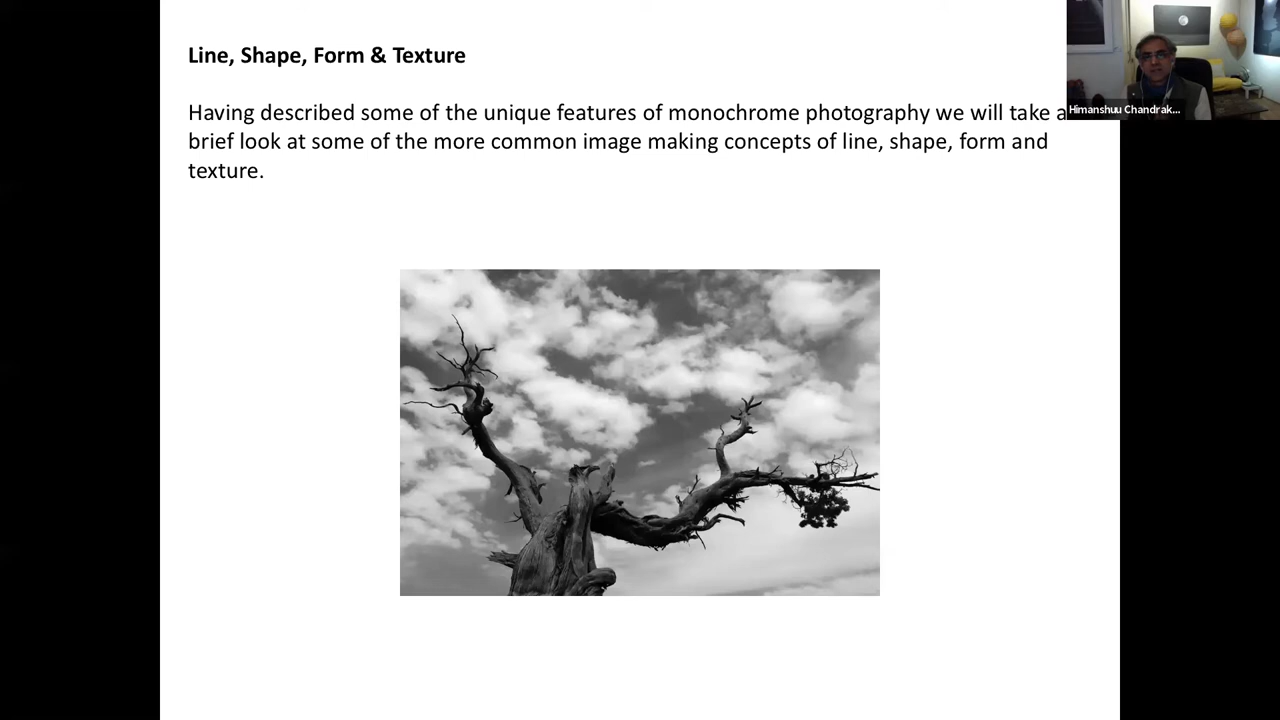 Line, Shape, Form & Texture
Having described some of the unique features of monochrome photography we will take a
brief look at some of the more common image making concepts of line, shape, form and
texture.
Himanshuu Chandrak...